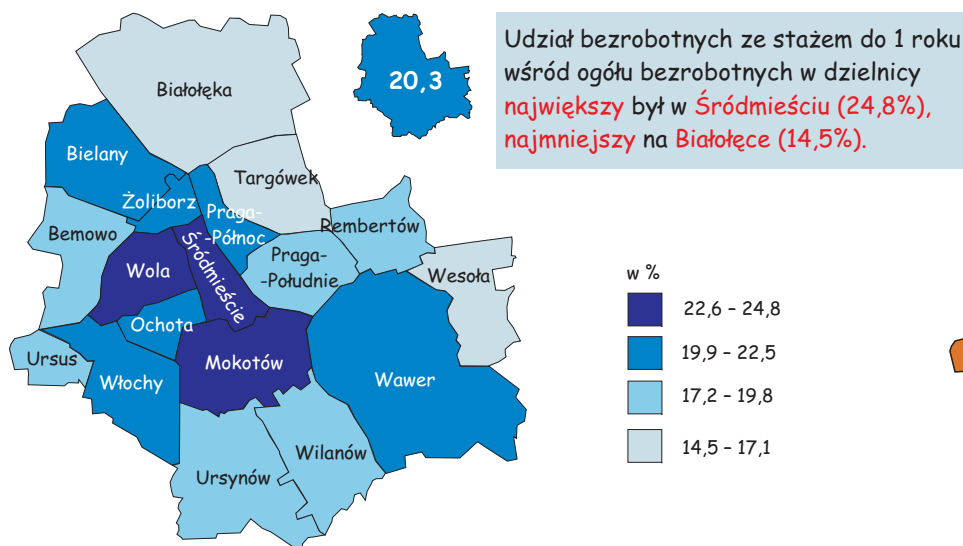 Udział bezrobotnych ze stażem do 1 roku
wśród ogółu bezrobotnych w dzielnicy
największy był w Śródmieściu (24,8%),
najmniejszy na Białołęce (14,5%).
20,3
Białołęka
Bielany
Targówek
Żoliborz
Praga-
-Północ
Rembertów
Bemowo
Śródmieście
Praga-
-Południe
Wola
Wesoła
Ochota
Ursus
Włochy
Mokotów
Wawer
Wilanów
Ursynów
w %
22,6 – 24,8
19,9 – 22,5
17,2 – 19,8
14,5 – 17,1